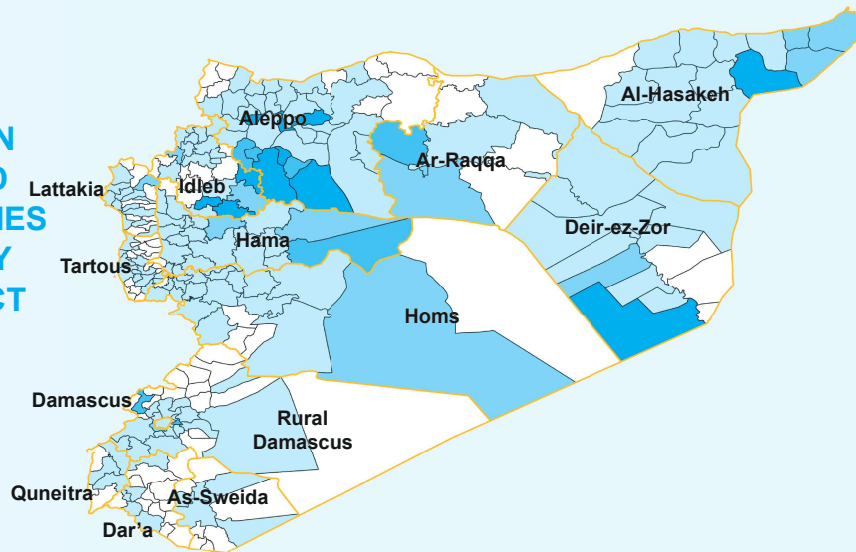 Aleppo
Al-Hasakeh
Ar-Raqqa
Lattakia
Idleb
Hama
Deir-ez-Zor
Tartous
Homs
Damascus
Rural
Damascus
Quneitra
As-Sweida
Dar'a